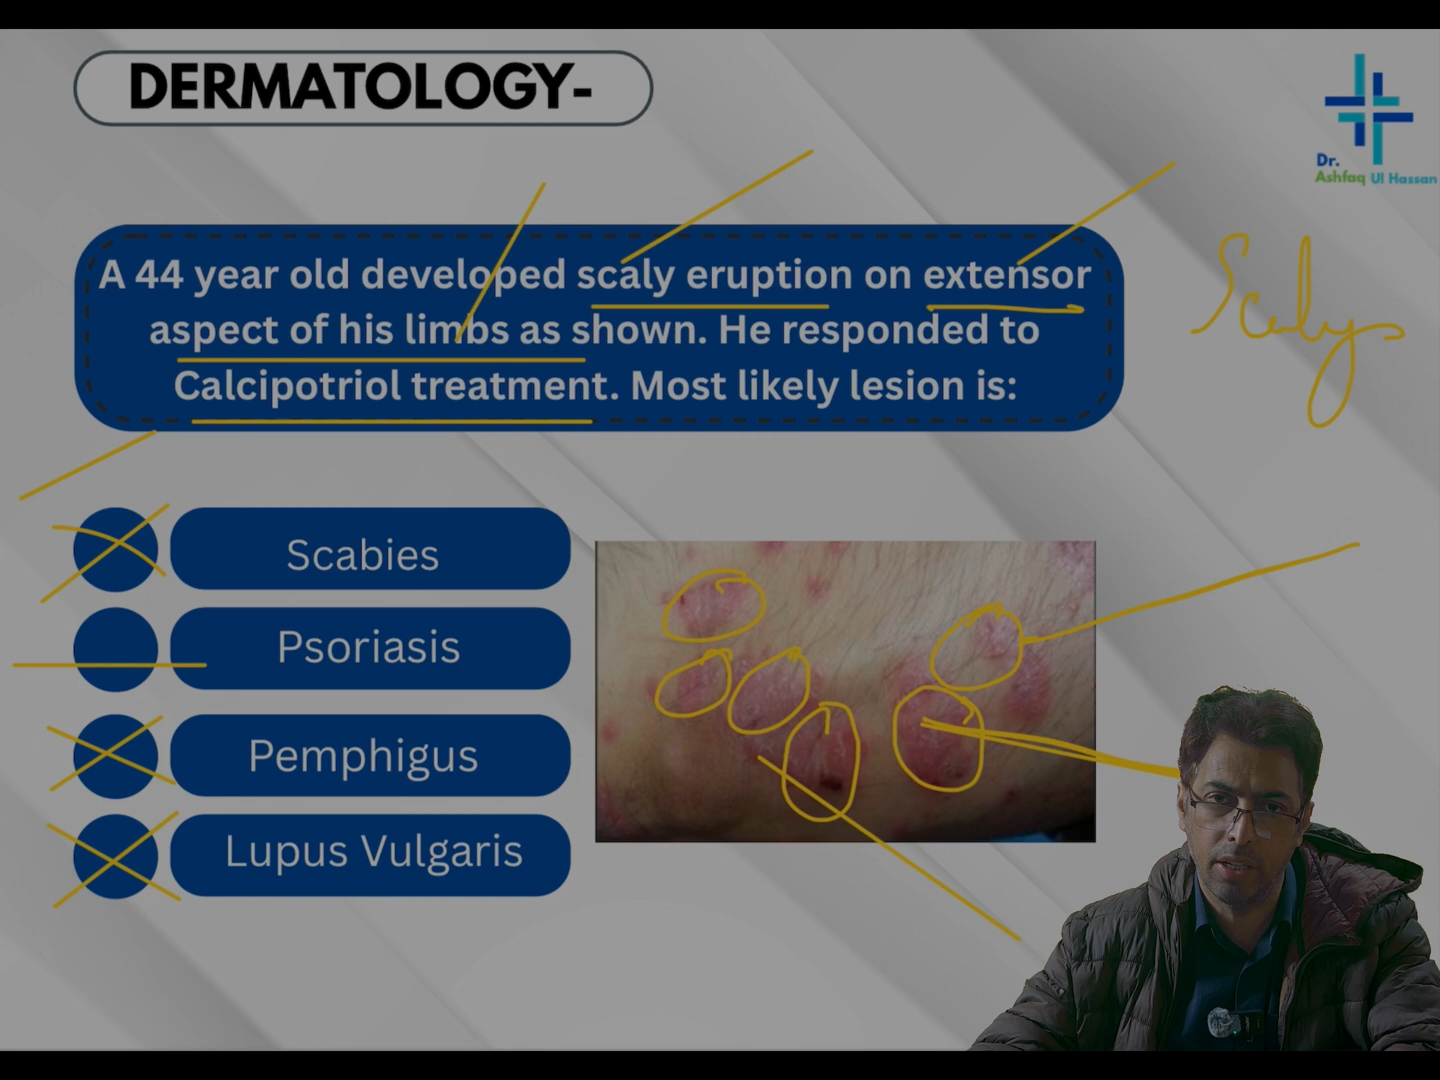 DERMATOLOGY-
Dr.
Ashfaq Ul Hassan
A 44 year old developed scaly eruption on extensor
aspect of his limbs as shown. He responded to
Calcipotriol treatment. Most likely lesion is:
Scaly
Scabies
Psoriasis
Pemphigus
Lupus Vulgaris